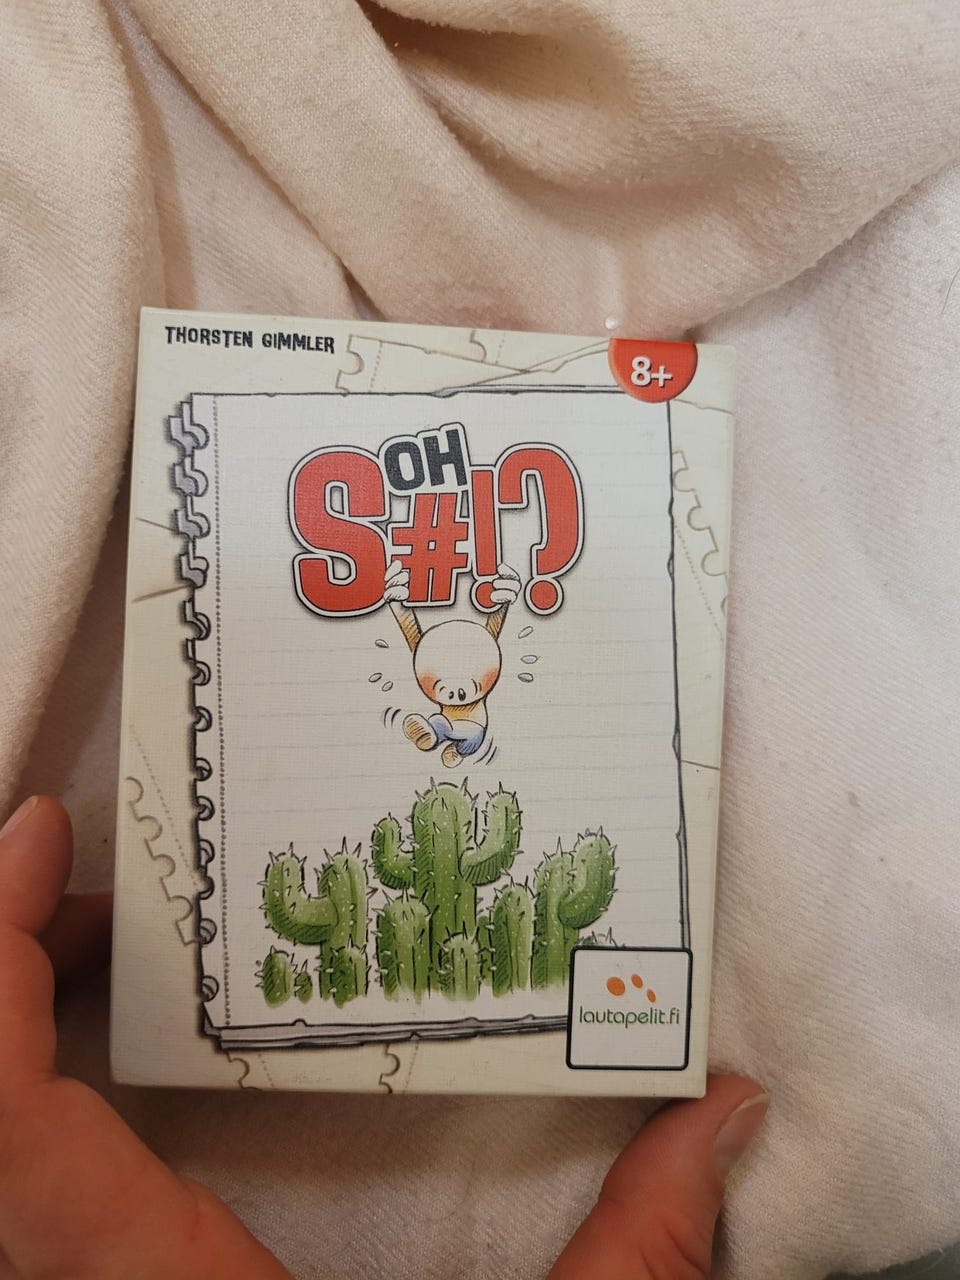 THORSTEN GIMMLER
8+
OH
S#!?
lautapelit.fi